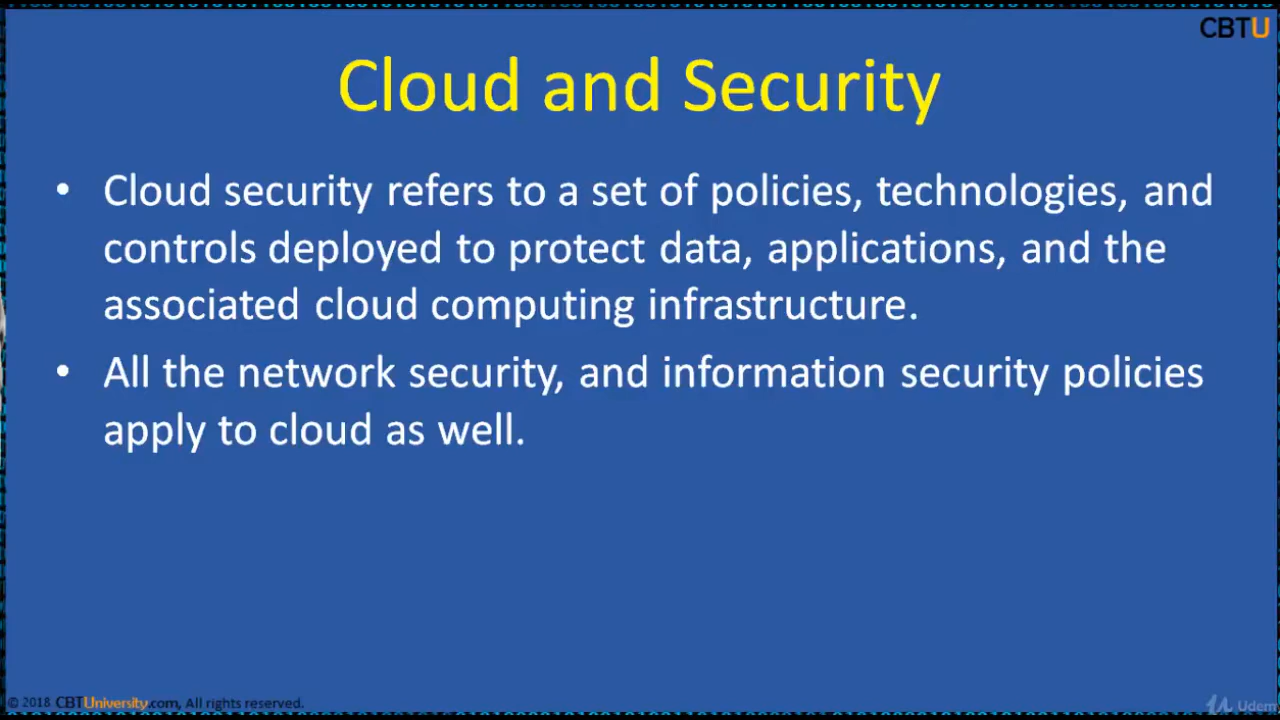 CBTU
Cloud and Security
• Cloud security refers to a set of policies, technologies, and
controls deployed to protect data, applications, and the
associated cloud computing infrastructure.
• All the network security, and information security policies
apply to cloud as well.
© 2018 CBTUniversity.com, All rights reserved.